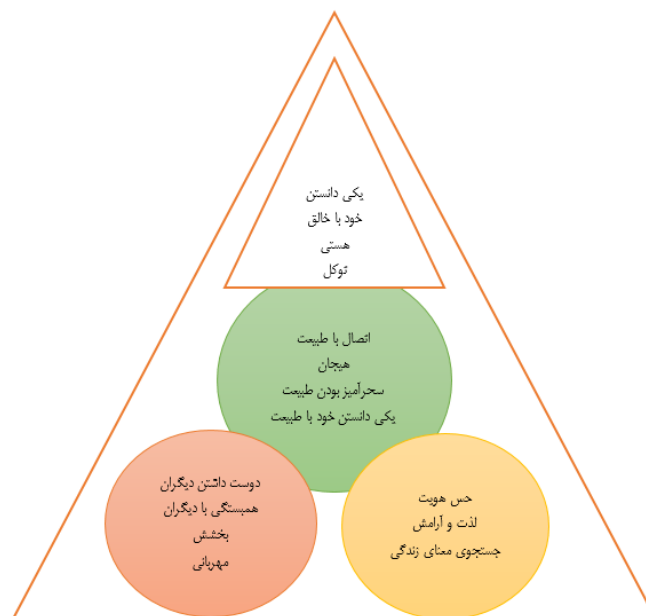 یکی دانستن
خود با خالق
هستی
توکل
اتصال با طبیعت
هیجان
سحرآمیز بودن طبیعت
یکی دانستن خود با طبیعت
حس هویت
لذت و آرامش
جستجوی معنای زندگی
دوست داشتن دیگران
همبستگی با دیگران
بخشش
مهربانی